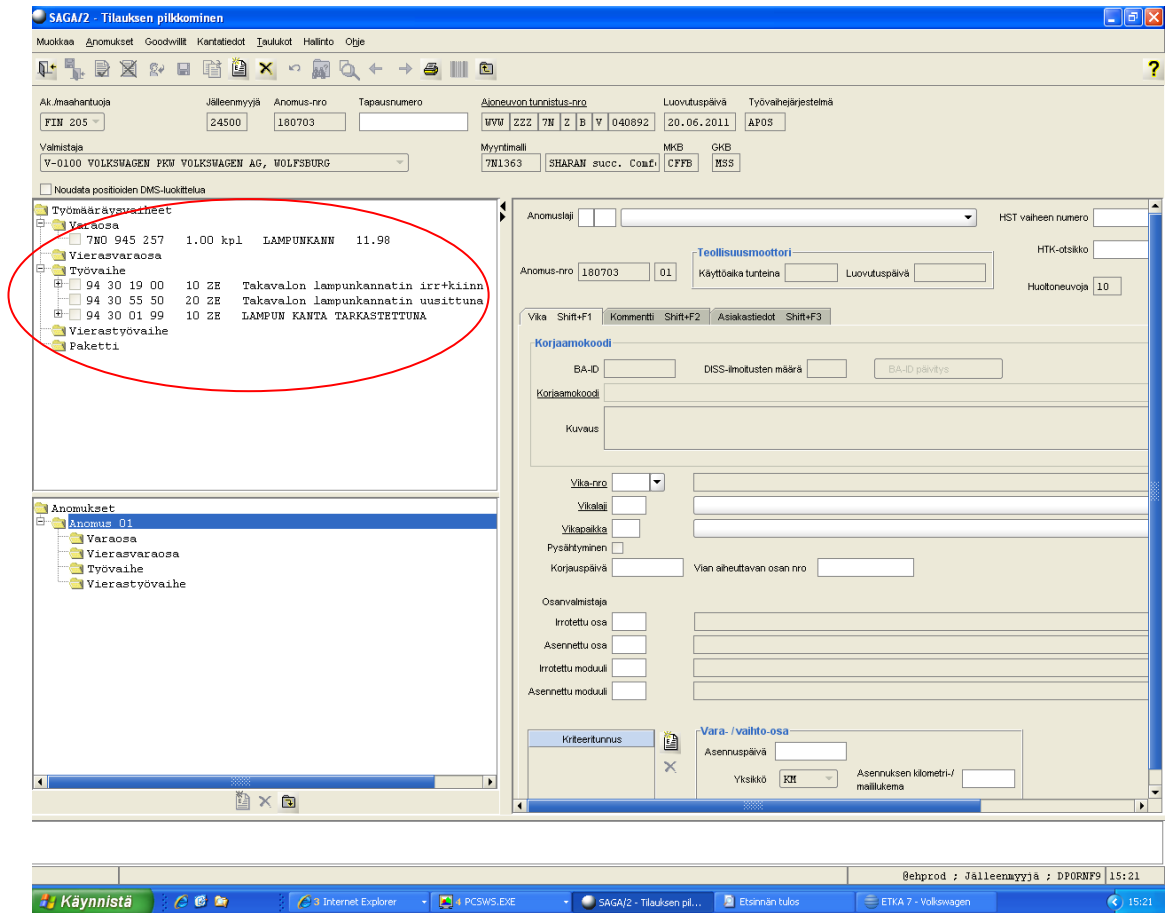 SAGA/2 - Tilauksen pilkkominen
Muokkaa Anomukset Goodwillit Kantatiedot Taulukot Hallinto Ohje
?
Ak./maahantuoja Jälleenmyyjä Anomus-nro Tapausnumero Ajoneuvon tunnistus-nro Luovutuspäivä Työvaihejärjestelmä
FIN 205 24500 180703 WVW ZZZ 7N Z B V 040892 20.06.2011 APOS
Valmistaja Myyntimalli MKB GKB
V-0100 VOLKSWAGEN PKW VOLKSWAGEN AG, WOLFSBURG 7N1363 SHARAN succ. Comf CFFB MSS
Noudata positioiden DMS-luokittelua
Työmääräysvaiheet
Varaosa
7N0 945 257 1.00 kpl LAMPUNKANN 11.98
Vierasvaraosa
Työvaihe
94 30 19 00 10 ZE Takavalon lampunkannatin irr+kiinn
94 30 55 50 20 ZE Takavalon lampunkannatin uusittuna
94 30 01 99 10 ZE LAMPUN KANTA TARKASTETTUNA
Vierastyövaihe
Paketti
Anomukset
Anomus 01
Varaosa
Vierasvaraosa
Työvaihe
Vierastyövaihe
Anomuslaji HST vaiheen numero
Teollisuusmoottori HTK-otsikko
Anomus-nro 180703 01 Käyttöaika tunteina Luovutuspäivä
Huoltoneuvoja 10
Vika Shift+F1 Kommentti Shift+F2 Asiakastiedot Shift+F3
Korjaamokoodi
BA-ID DISS-ilmoitusten määrä BA-ID päivitys
Korjaamokoodi
Kuvaus
Vika-nro
Vikalaji
Vikapaikka
Pysähtyminen
Korjauspäivä Vian aiheuttavan osan nro
Osanvalmistaja
Irrotettu osa
Asennettu osa
Irrotettu moduuli
Asennettu moduuli
Kriteeritunnus Vara- / vaihto-osa
Asennuspäivä
Yksikkö KM Asennuksen kilometri-/
maililukema
@ehprod ; Jälleenmyyjä ; DPORNF9 15:21
Käynnistä 3 Internet Explorer 4 PCSWS.EXE SAGA/2 - Tilauksen pil... Etsinnän tulos ETKA 7 - Volkswagen 15:21